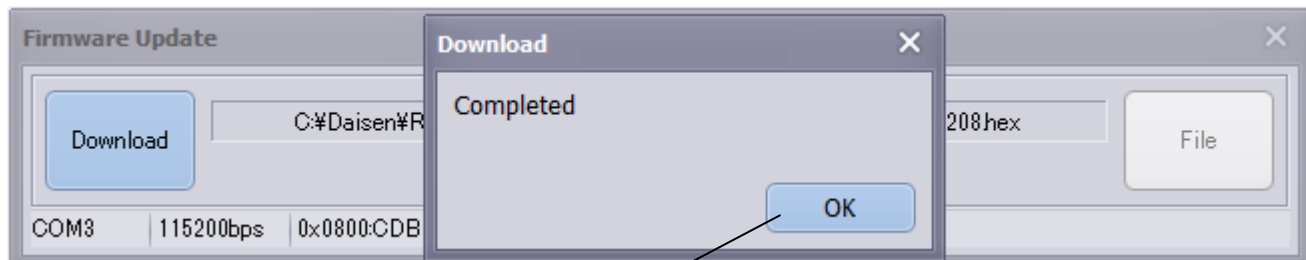 Firmware Update
Download
Completed
OK
Download
C:¥Daisen¥R
208.hex
File
COM3
115200bps
0x0800:CDB